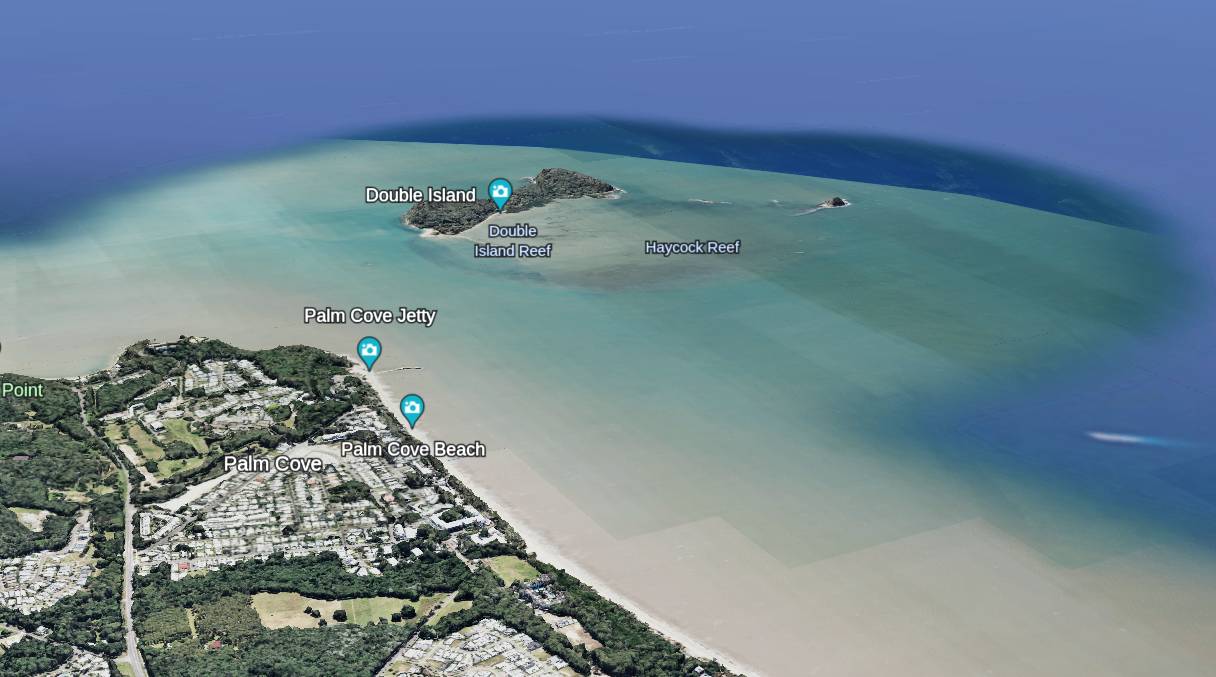 Double Island
Double
Island Reef
Haycock Reef
Palm Cove Jetty
Point
Palm Cove Beach
Palm Cove